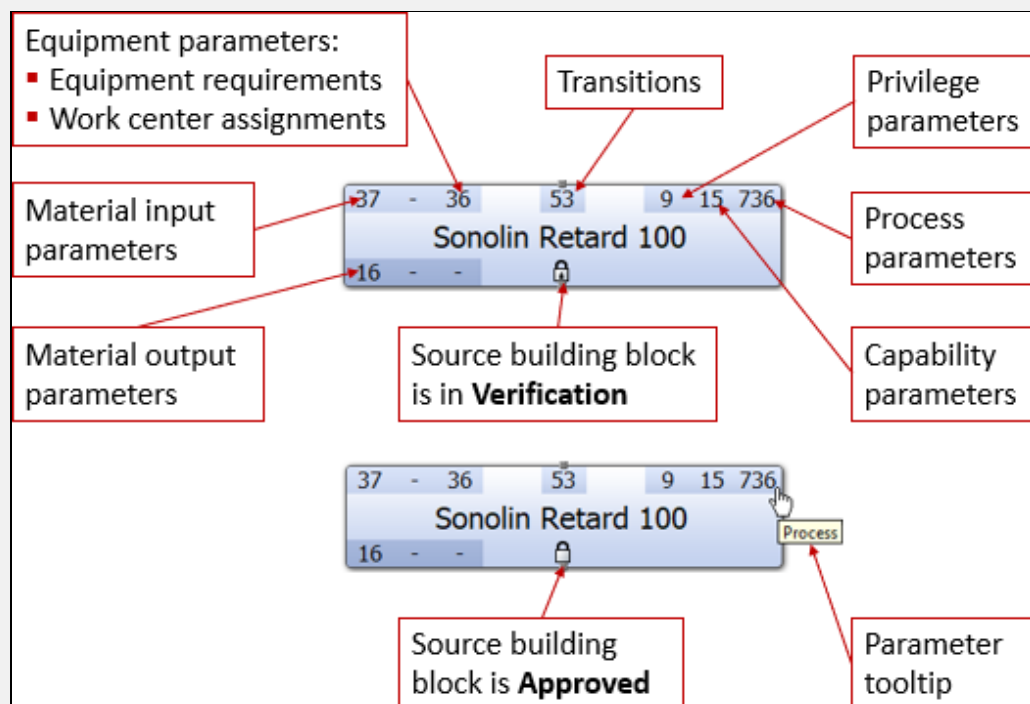 Equipment parameters:
▪ Equipment requirements
▪ Work center assignments
Transitions
Privilege
parameters
Material input
parameters
37 - 36 53 9 15 736
Sonolin Retard 100
16 - -
Process
parameters
Material output
parameters
Source building block
is in Verification
Capability
parameters
37 - 36 53 9 15 736
Sonolin Retard 100
16 - -
Process
Source building
block is Approved
Parameter
tooltip